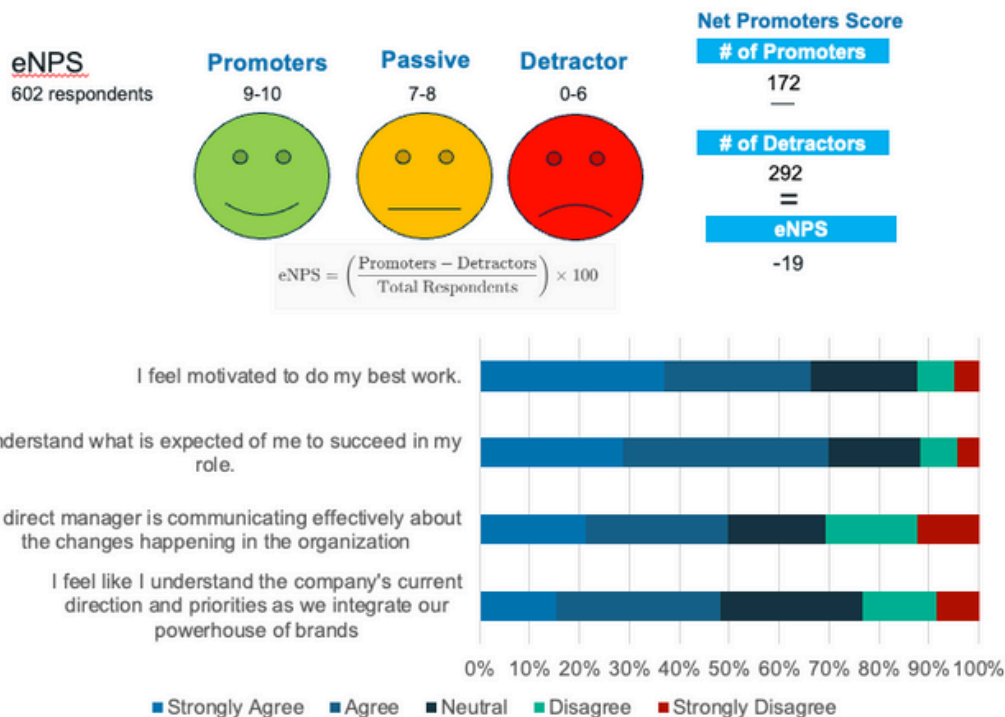 eNPS
602 respondents
Promoters
9-10
Passive
7-8
Detractor
0-6
Net Promoters Score
# of Promoters
172
—
# of Detractors
292
=
eNPS
-19
eNPS = (Promoters − Detractors / Total Respondents) × 100
I feel motivated to do my best work.
what is expected of me to succeed in my
role.
direct manager is communicating effectively about
the changes happening in the organization
I feel like I understand the company's current
direction and priorities as we integrate our
powerhouse of brands
0% 10% 20% 30% 40% 50% 60% 70% 80% 90% 100%
Strongly Agree Agree Neutral Disagree Strongly Disagree